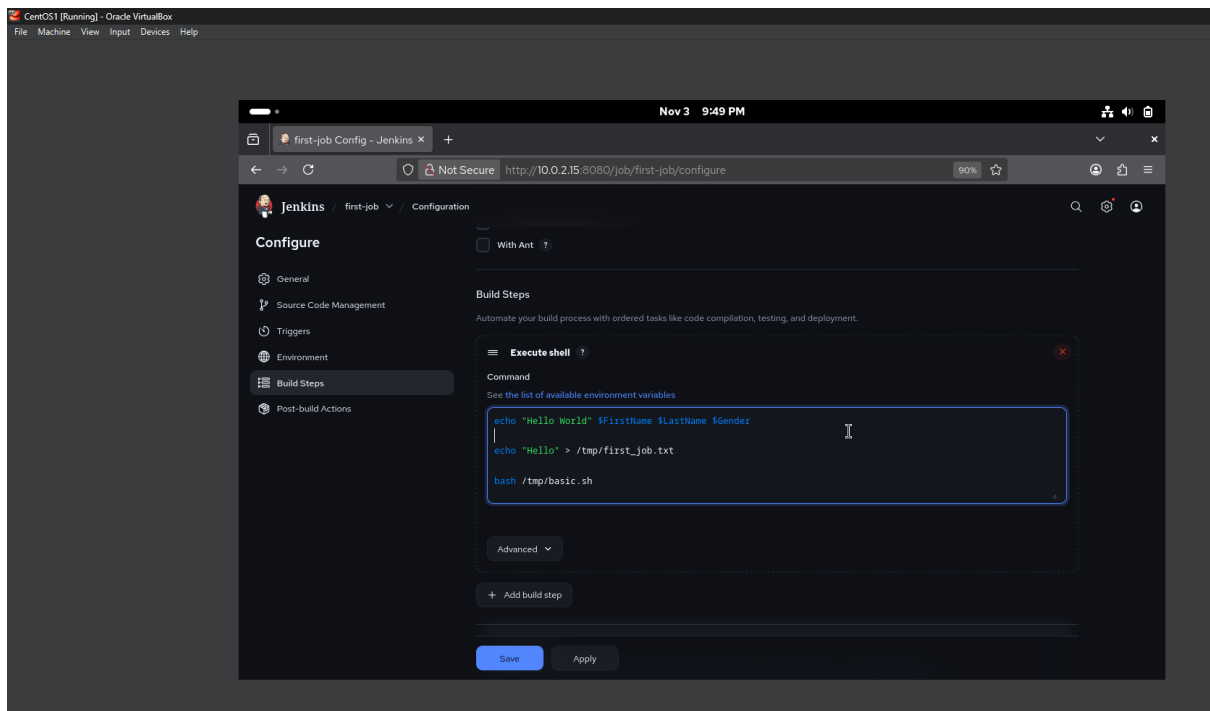 CentOS1 [Running] - Oracle VirtualBox
File Machine View Input Devices Help
Nov 3 9:49 PM
first-job Config – Jenkins
Not Secure http://10.0.2.15:8080/job/first-job/configure 90%
Jenkins / first-job / Configuration
Configure
With Ant ?
General
Build Steps
Source Code Management
Automate your build process with ordered tasks like code compilation, testing, and deployment.
Triggers
Execute shell ?
Environment
Command
Build Steps
See the list of available environment variables
Post-build Actions
echo "Hello World" $FirstName $LastName $Gender
echo "Hello" > /tmp/first_job.txt
bash /tmp/basic.sh
Advanced
+ Add build step
Save Apply